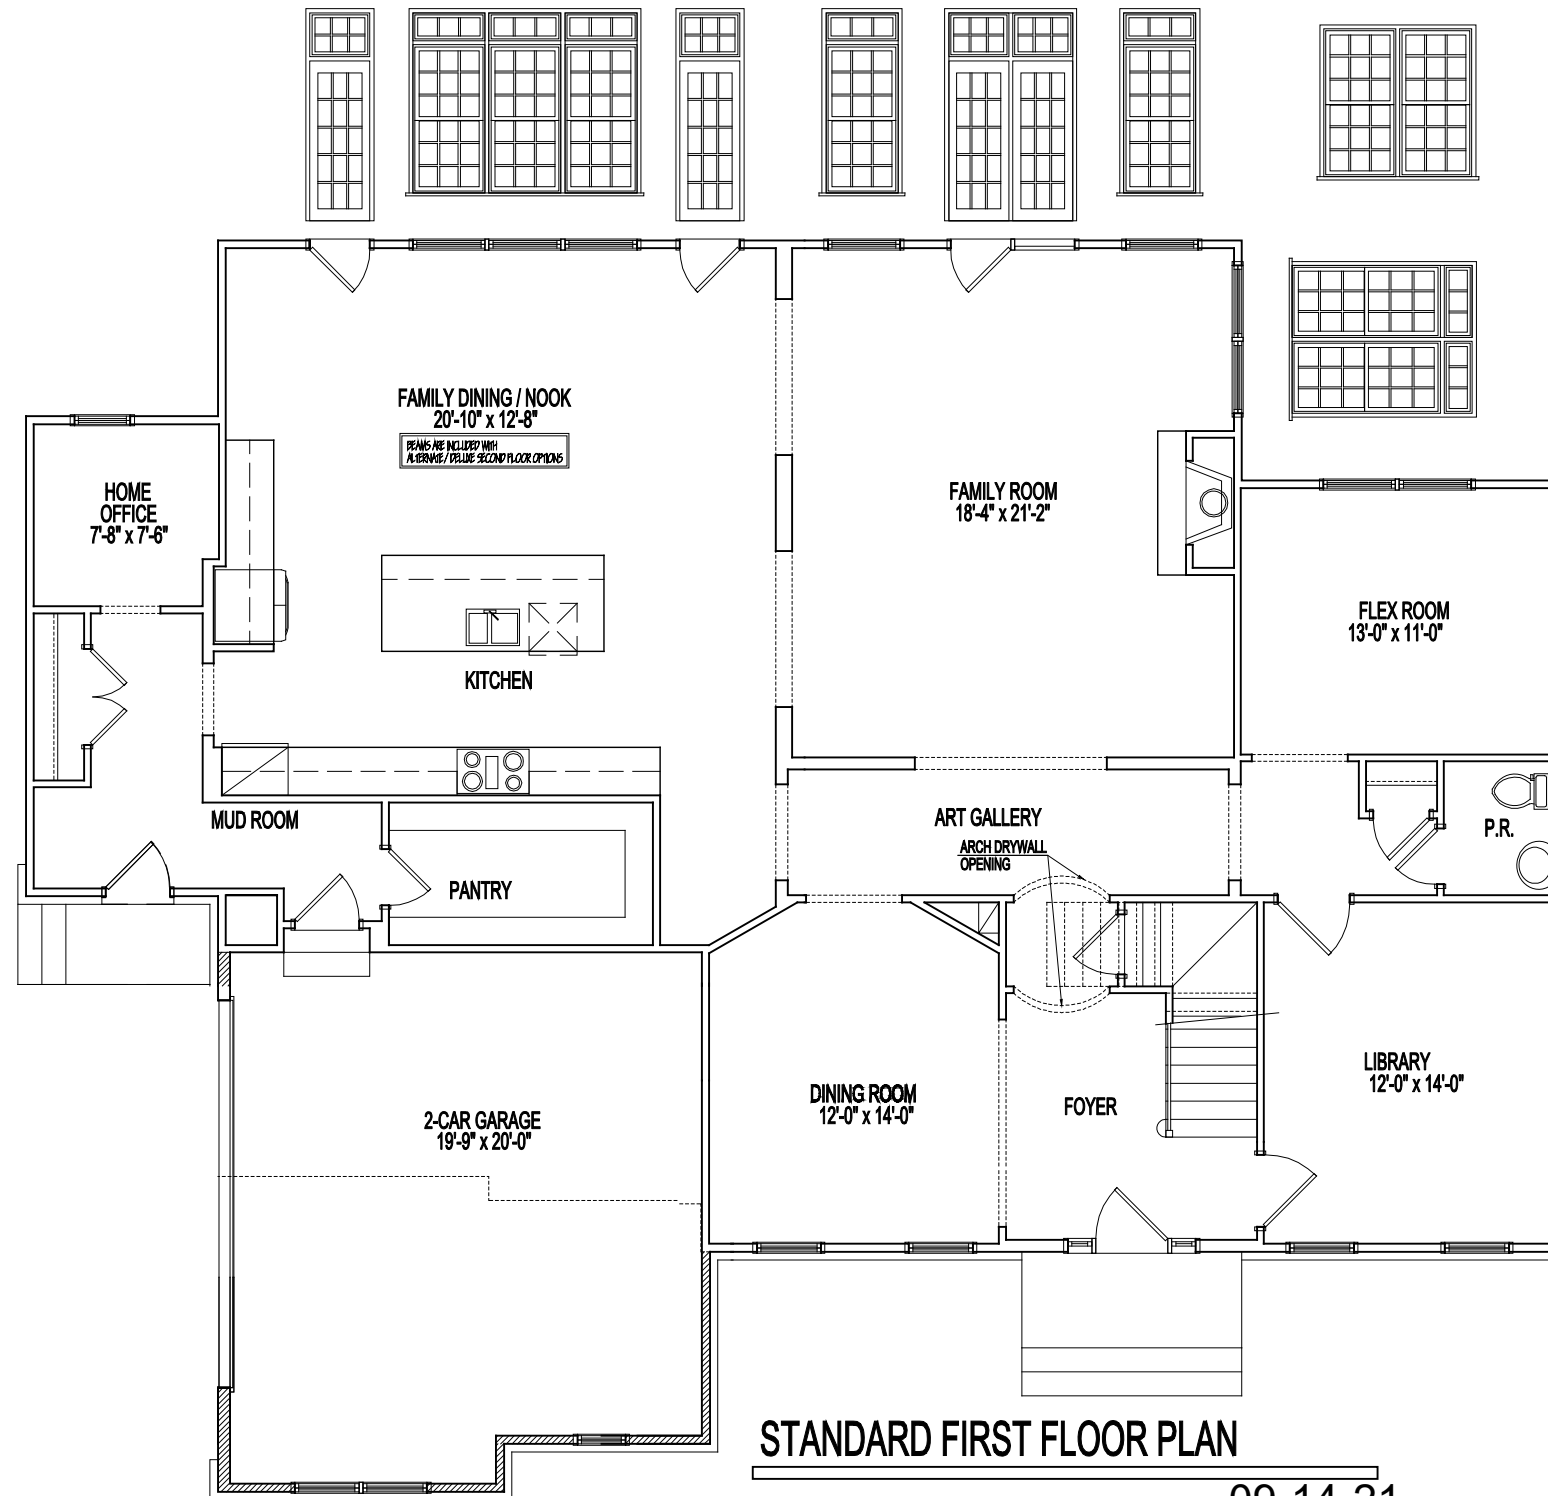 FAMILY DINING / NOOK
20'-10" x 12'-8"
BEAMS ARE INCLUDED WITH
ALTERNATE / DELUXE SECOND FLOOR OPTIONS
HOME
OFFICE
7'-8" x 7'-6"
FAMILY ROOM
18'-4" x 21'-2"
FLEX ROOM
13'-0" x 11'-0"
KITCHEN
MUD ROOM
PANTRY
ART GALLERY
ARCH DRYWALL
OPENING
P.R.
2-CAR GARAGE
19'-9" x 20'-0"
DINING ROOM
12'-0" x 14'-0"
FOYER
LIBRARY
12'-0" x 14'-0"
STANDARD FIRST FLOOR PLAN
09-14-21